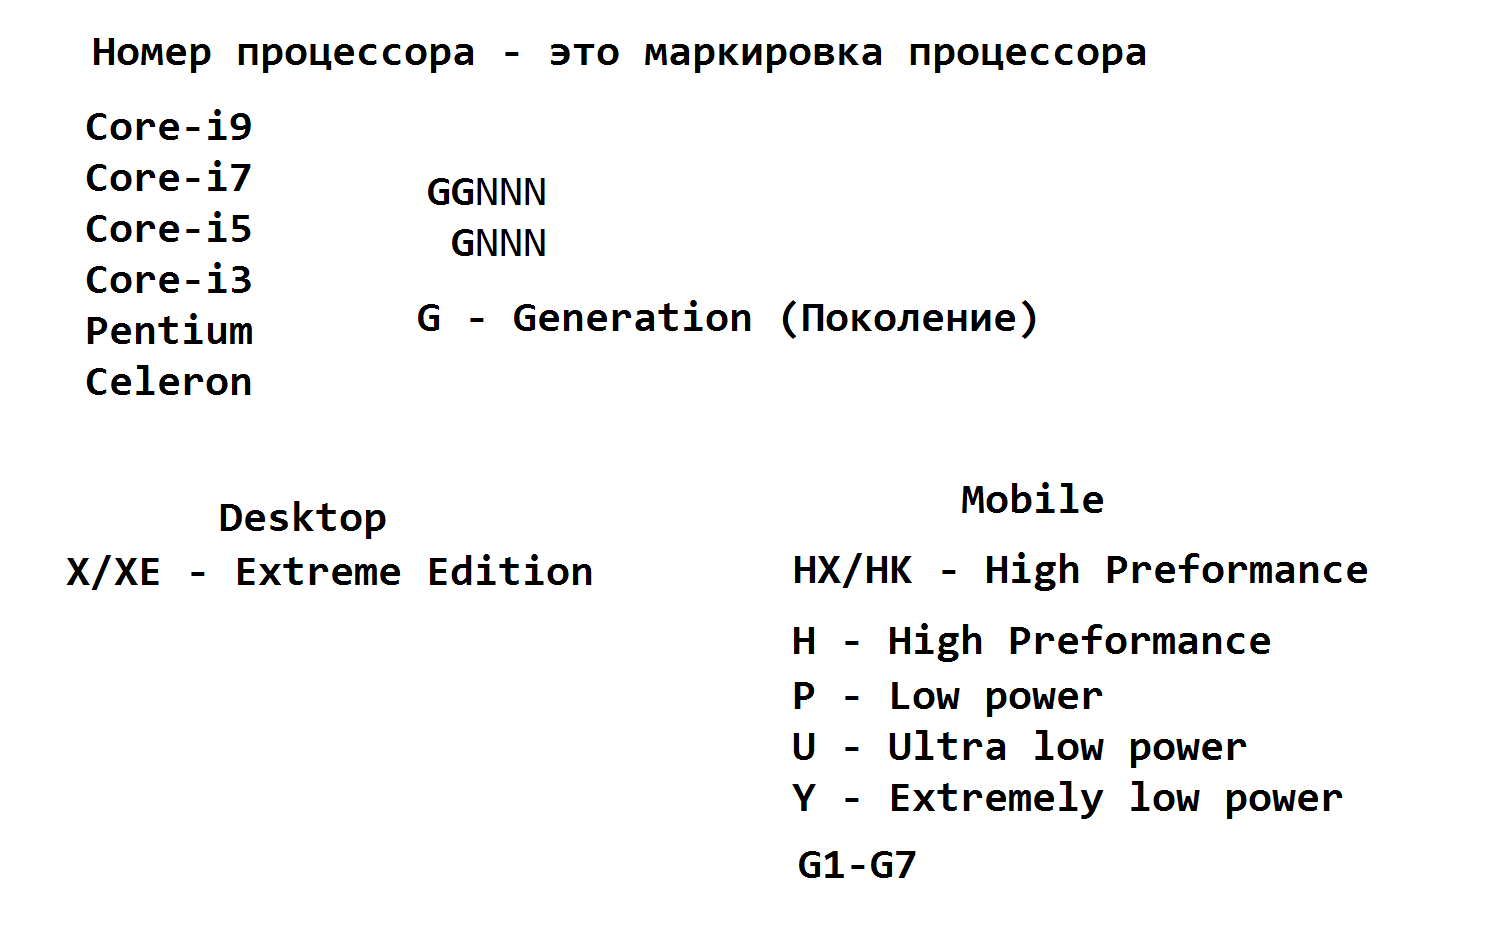 Номер процессора - это маркировка процессора
Core-i9
Core-i7
Core-i5
Core-i3
Pentium
Celeron
GGNNN
GNNN
G - Generation (Поколение)
Desktop
X/XE - Extreme Edition
Mobile
HX/HK - High Preformance
H - High Preformance
P - Low power
U - Ultra low power
Y - Extremely low power
G1-G7